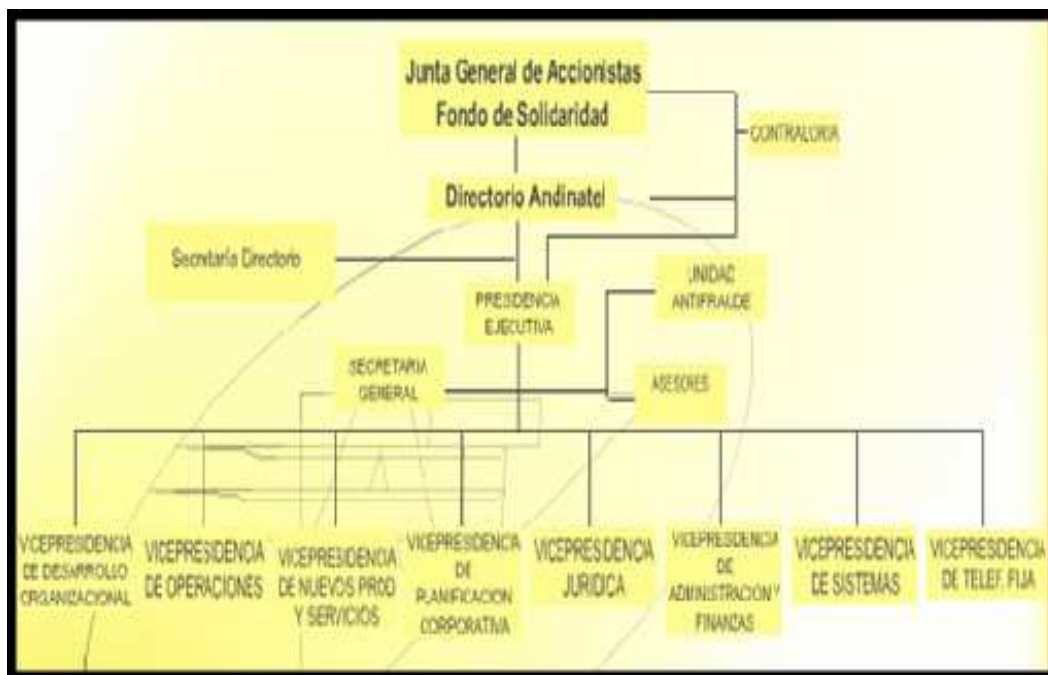 Junta General de Accionistas
Fondo de Solidaridad
CONTRALORIA
Directorio Andinatel
Secretaría Directorio
UNIDAD
ANTIFRAUDE
PRESIDENCIA
EJECUTIVA
SECRETARIA
GENERAL
ASESORES
VICEPRESIDENCIA
DE DESARROLLO
ORGANIZACIONAL
VICEPRESIDENCIA
DE OPERACIONES
VICEPRESIDENCIA
DE NUEVOS PROD
Y SERVICIOS
VICEPRESIDENCIA
DE
PLANIFICACION
CORPORATIVA
VICEPRESIDENCIA
JURIDICA
VICEPRESIDENCIA
DE
ADMINISTRACION Y
FINANZAS
VICEPRESIDENCIA
DE SISTEMAS
VICEPRESIDENCIA
DE TELEF. FIJA